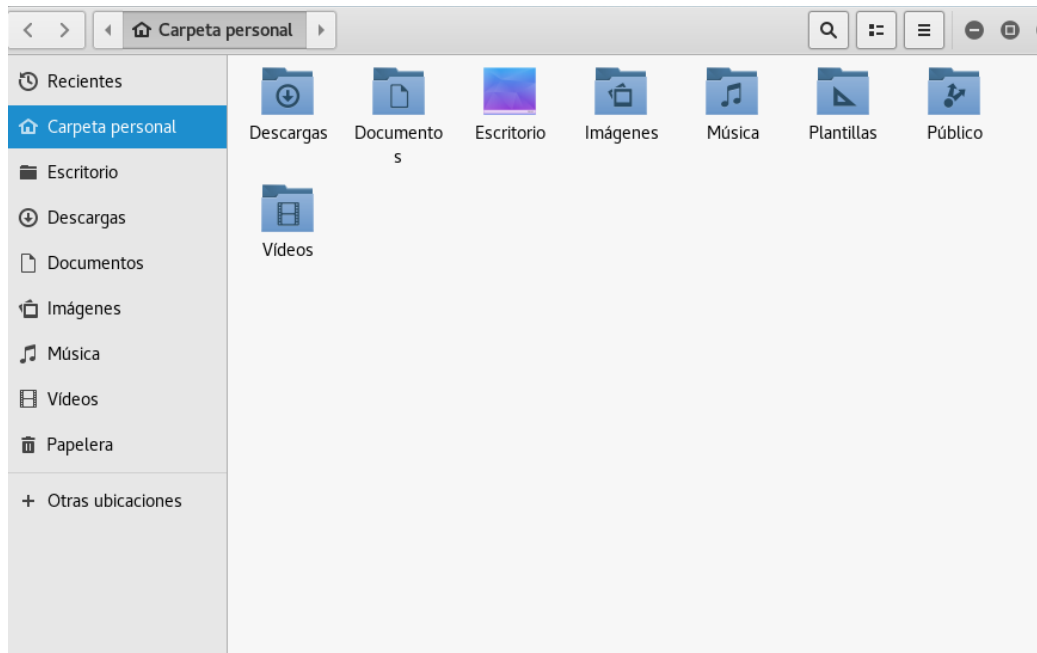 Carpeta personal
Recientes
Carpeta personal
Escritorio
Descargas
Documentos
Imágenes
Música
Vídeos
Papelera
Otras ubicaciones
Descargas
Documento
s
Escritorio
Imágenes
Música
Plantillas
Público
Vídeos